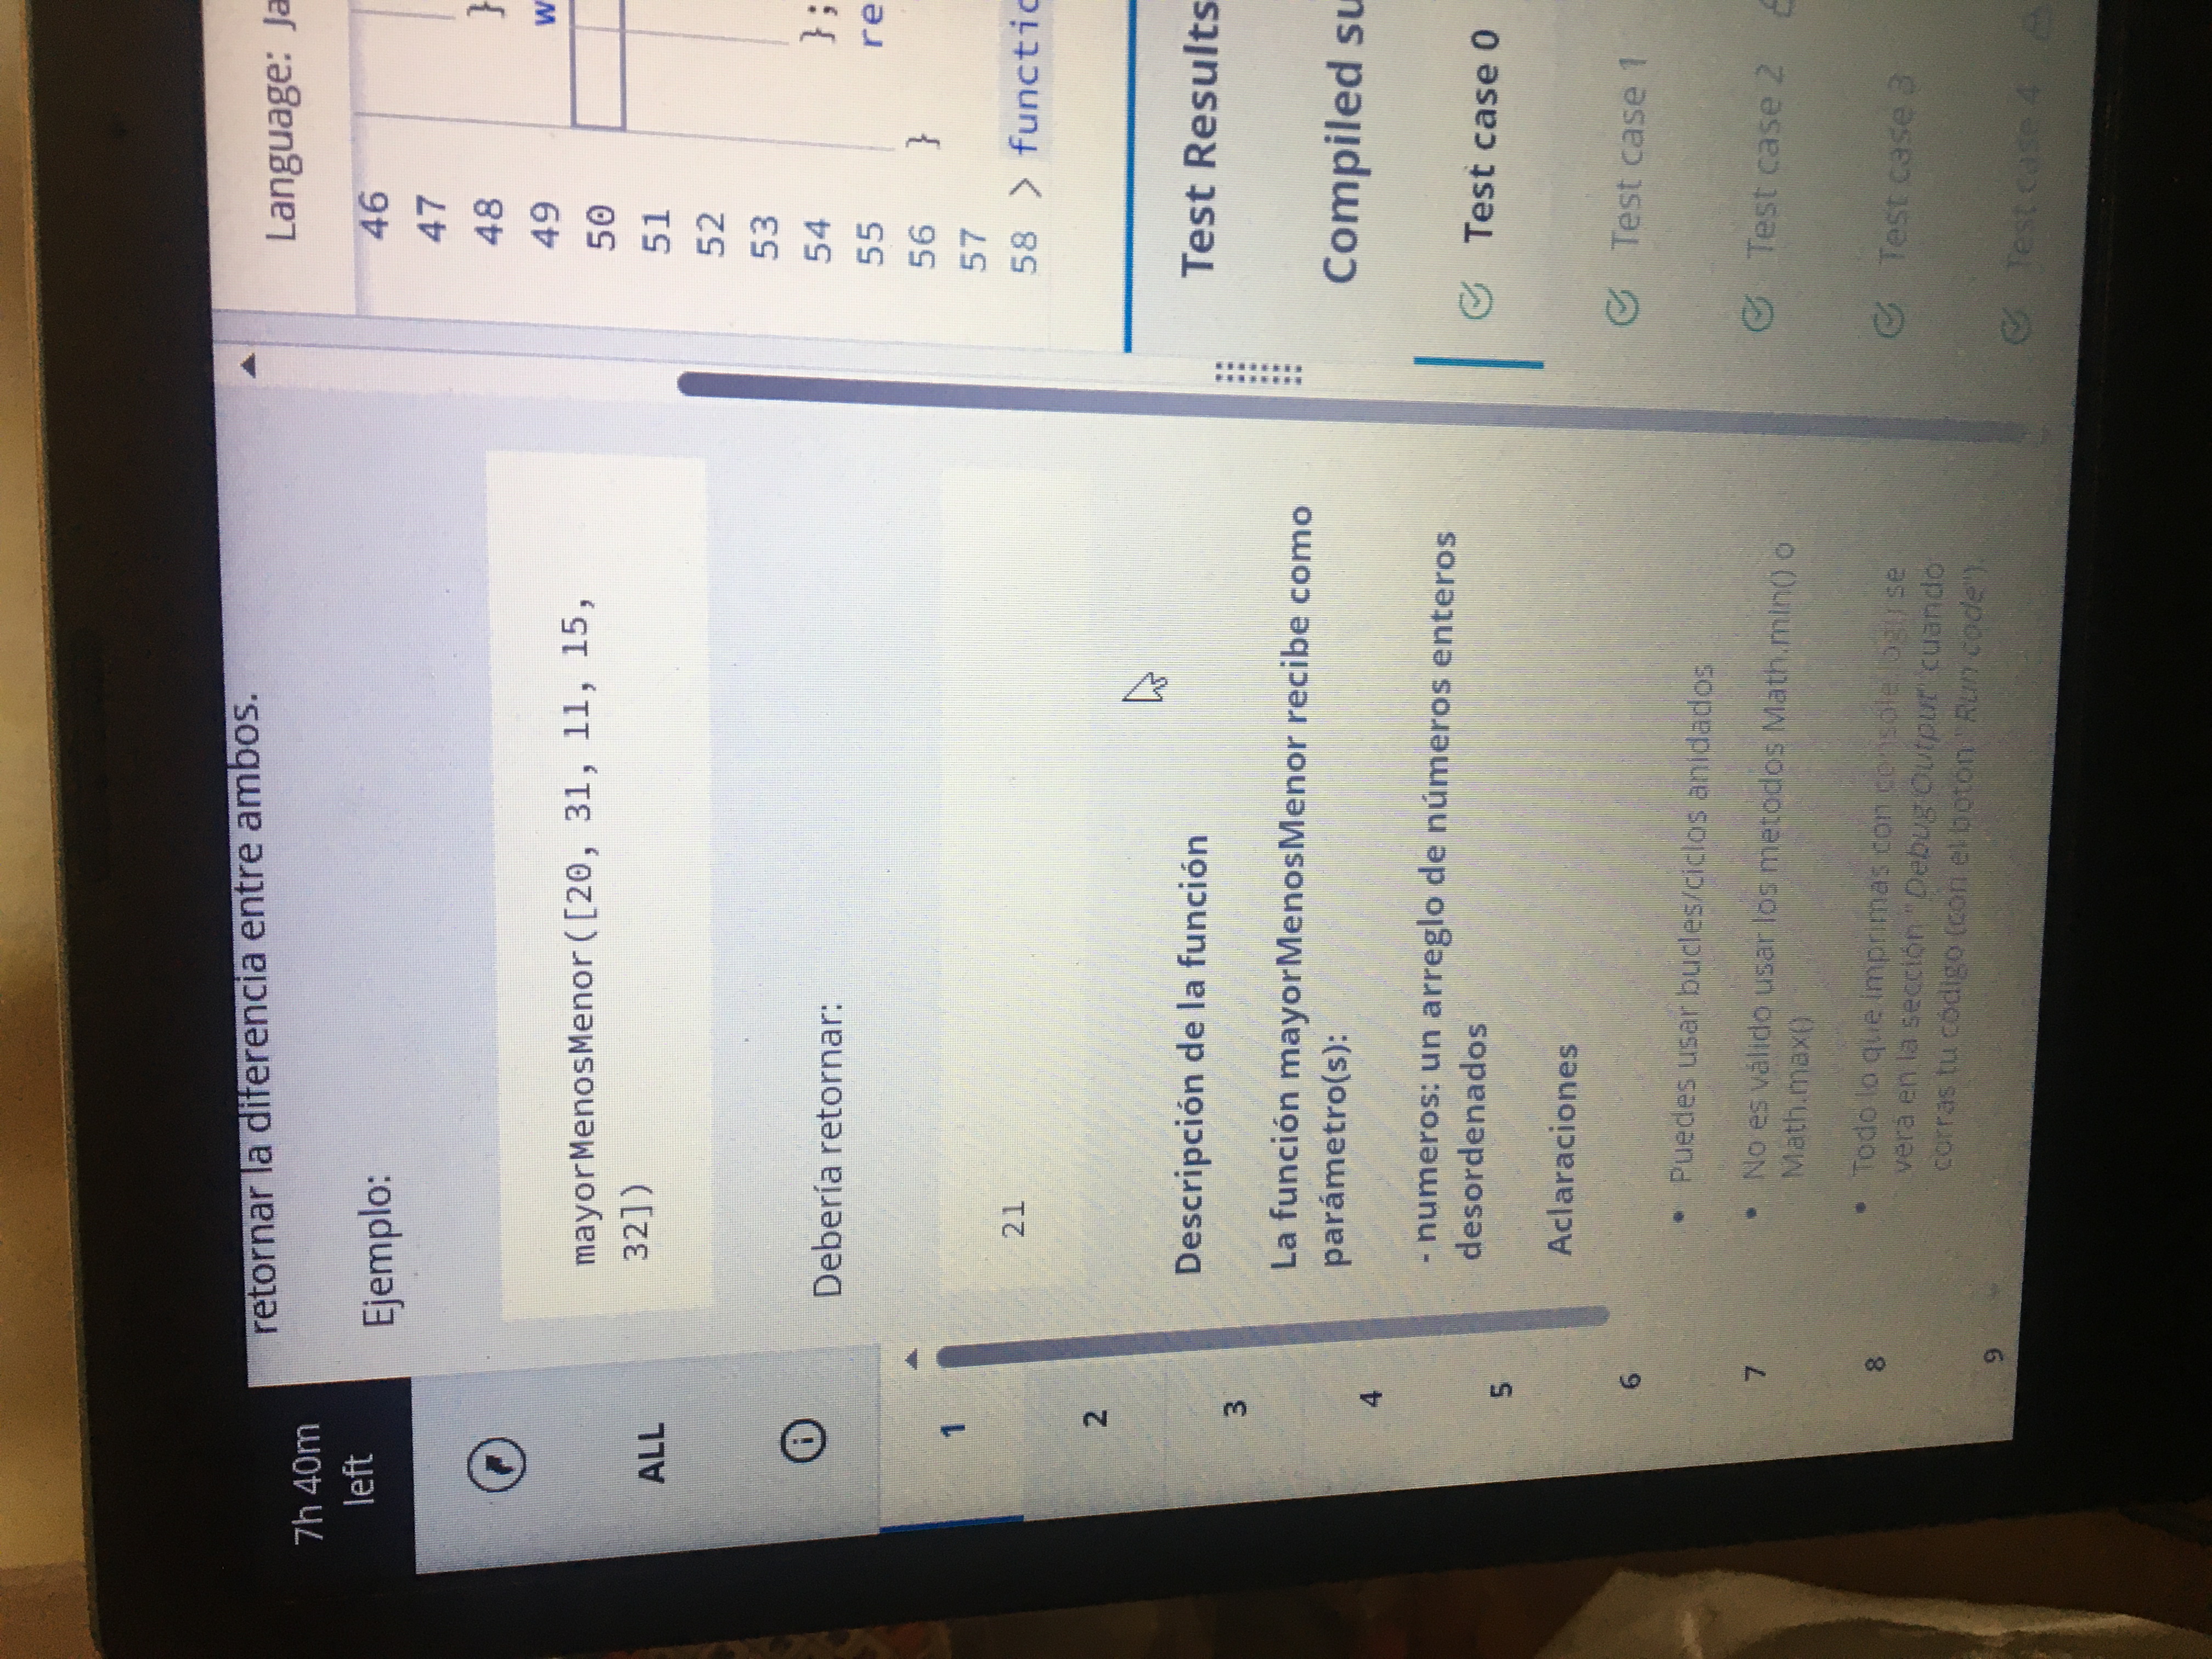 7h 40m
left
ALL
1
2
3
4
5
6
7
8
9
retornar la diferencia entre ambos.
Ejemplo:
mayorMenosMenor([20, 31, 11, 15,
32])
Debería retornar:
21
Descripción de la función
La función mayorMenosMenor recibe como
parámetro(s):
- numeros: un arreglo de números enteros
desordenados
Aclaraciones
• Puedes usar bucles/ciclos anidados
• No es válido usar los metodos Math.min() o
Math.max()
• Todo lo que imprimas con console.log() se
verá en la sección "Debug Output" cuando
corras tu código (con el botón "Run code").
Language: Ja
46
47
48 }
49 w
50
51
52
53
54 };
55 re
56 }
57
58 > functio
Test Results
Compiled su
Test case 0
Test case 1
Test case 2
Test case 3
Test case 4